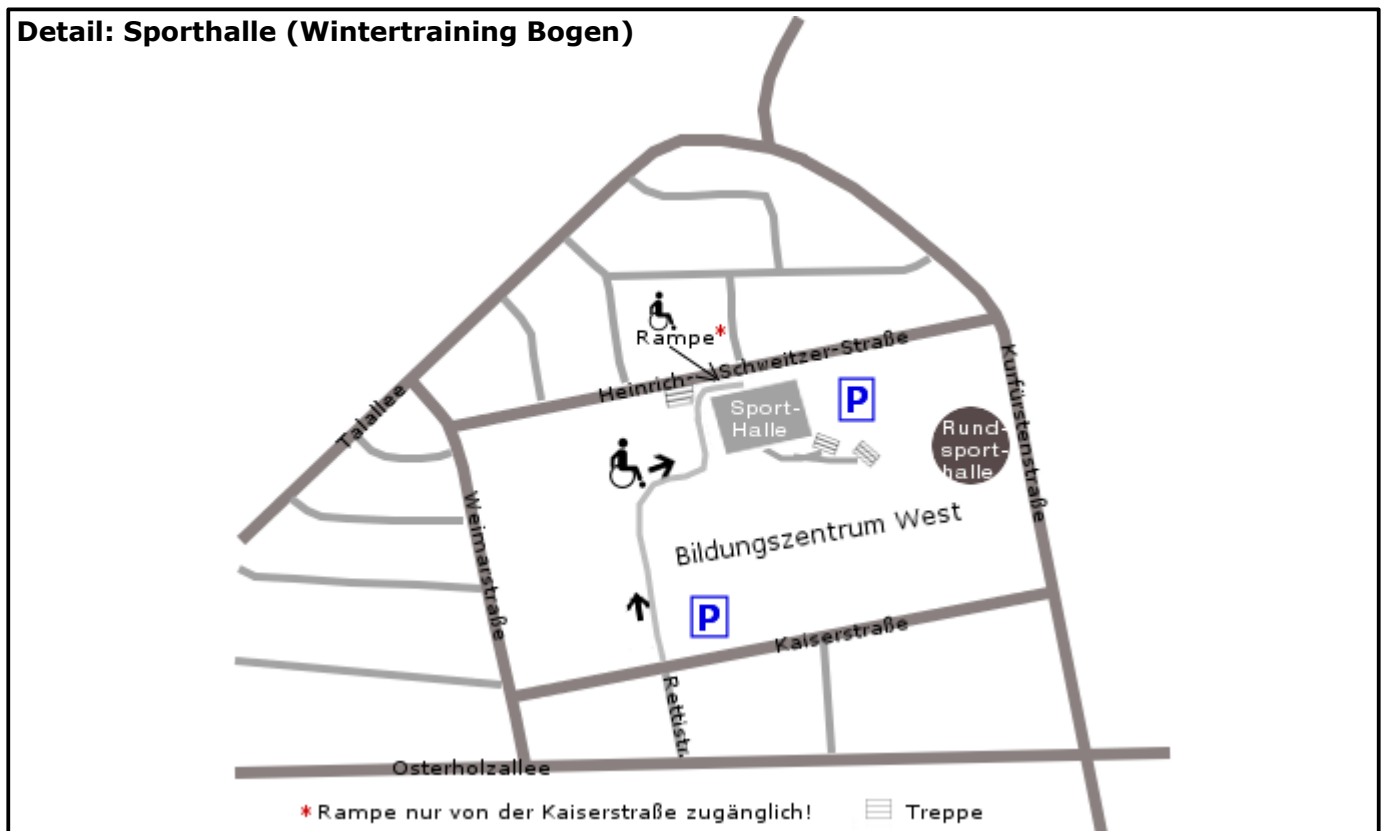 Detail: Sporthalle (Wintertraining Bogen)
Rampe*
Heinrich-Schweitzer-Straße
Talallee
Sport-
Halle
P
Rund-
sport-
halle
Kurfürstenstraße
Weimarstraße
Bildungszentrum West
P
Kaiserstraße
Rettistr.
Osterholzallee
* Rampe nur von der Kaiserstraße zugänglich!
Treppe